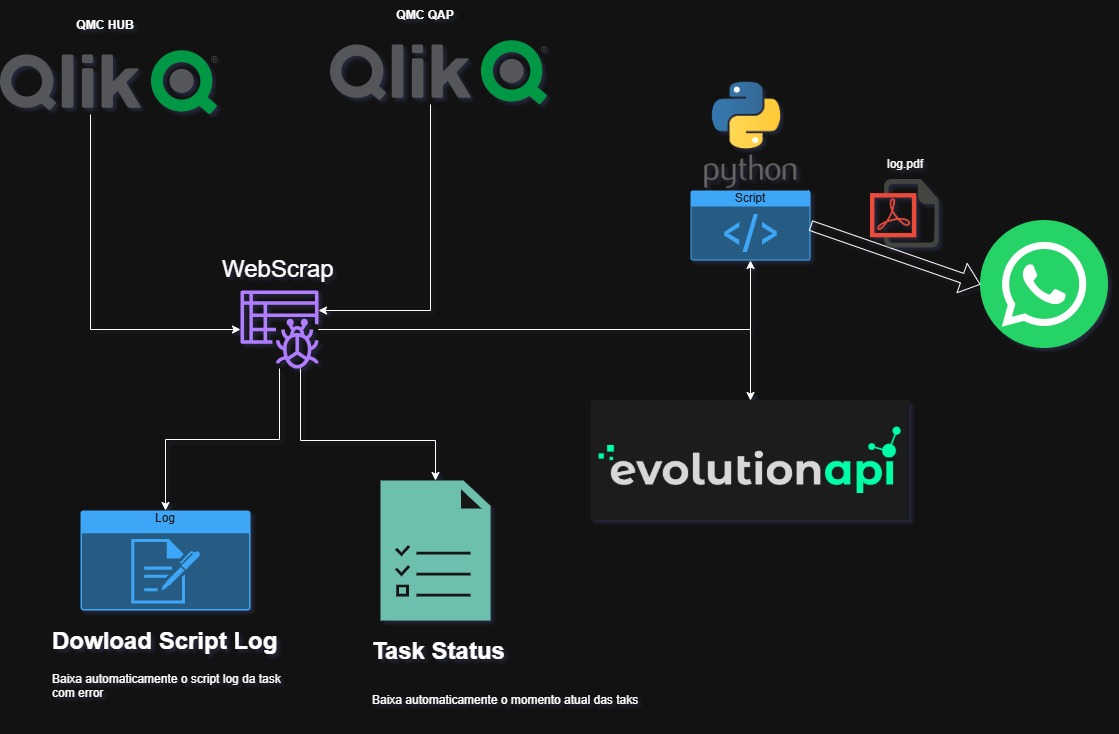 QMC HUB
QMC QAP
Qlik
Qlik
python
log.pdf
Script
</>
WebScrap
evolutionapi
Log
Dowload Script Log
Task Status
Baixa automaticamente o script log da task
com error
Baixa automaticamente o momento atual das taks